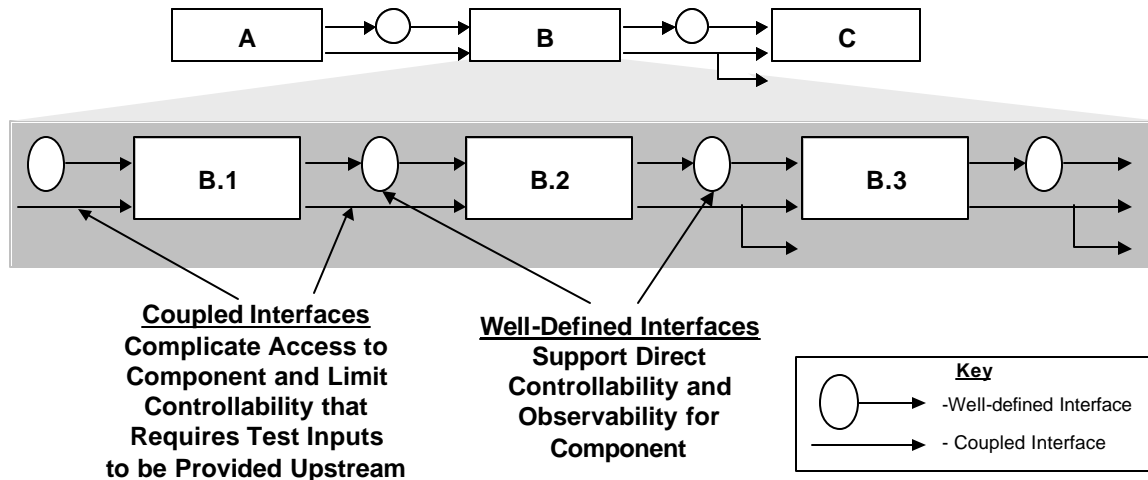 A
B
C
B.1
B.2
B.3
Coupled Interfaces
Complicate Access to
Component and Limit
Controllability that
Requires Test Inputs
to be Provided Upstream
Well-Defined Interfaces
Support Direct
Controllability and
Observability for
Component
Key
-Well-defined Interface
- Coupled Interface